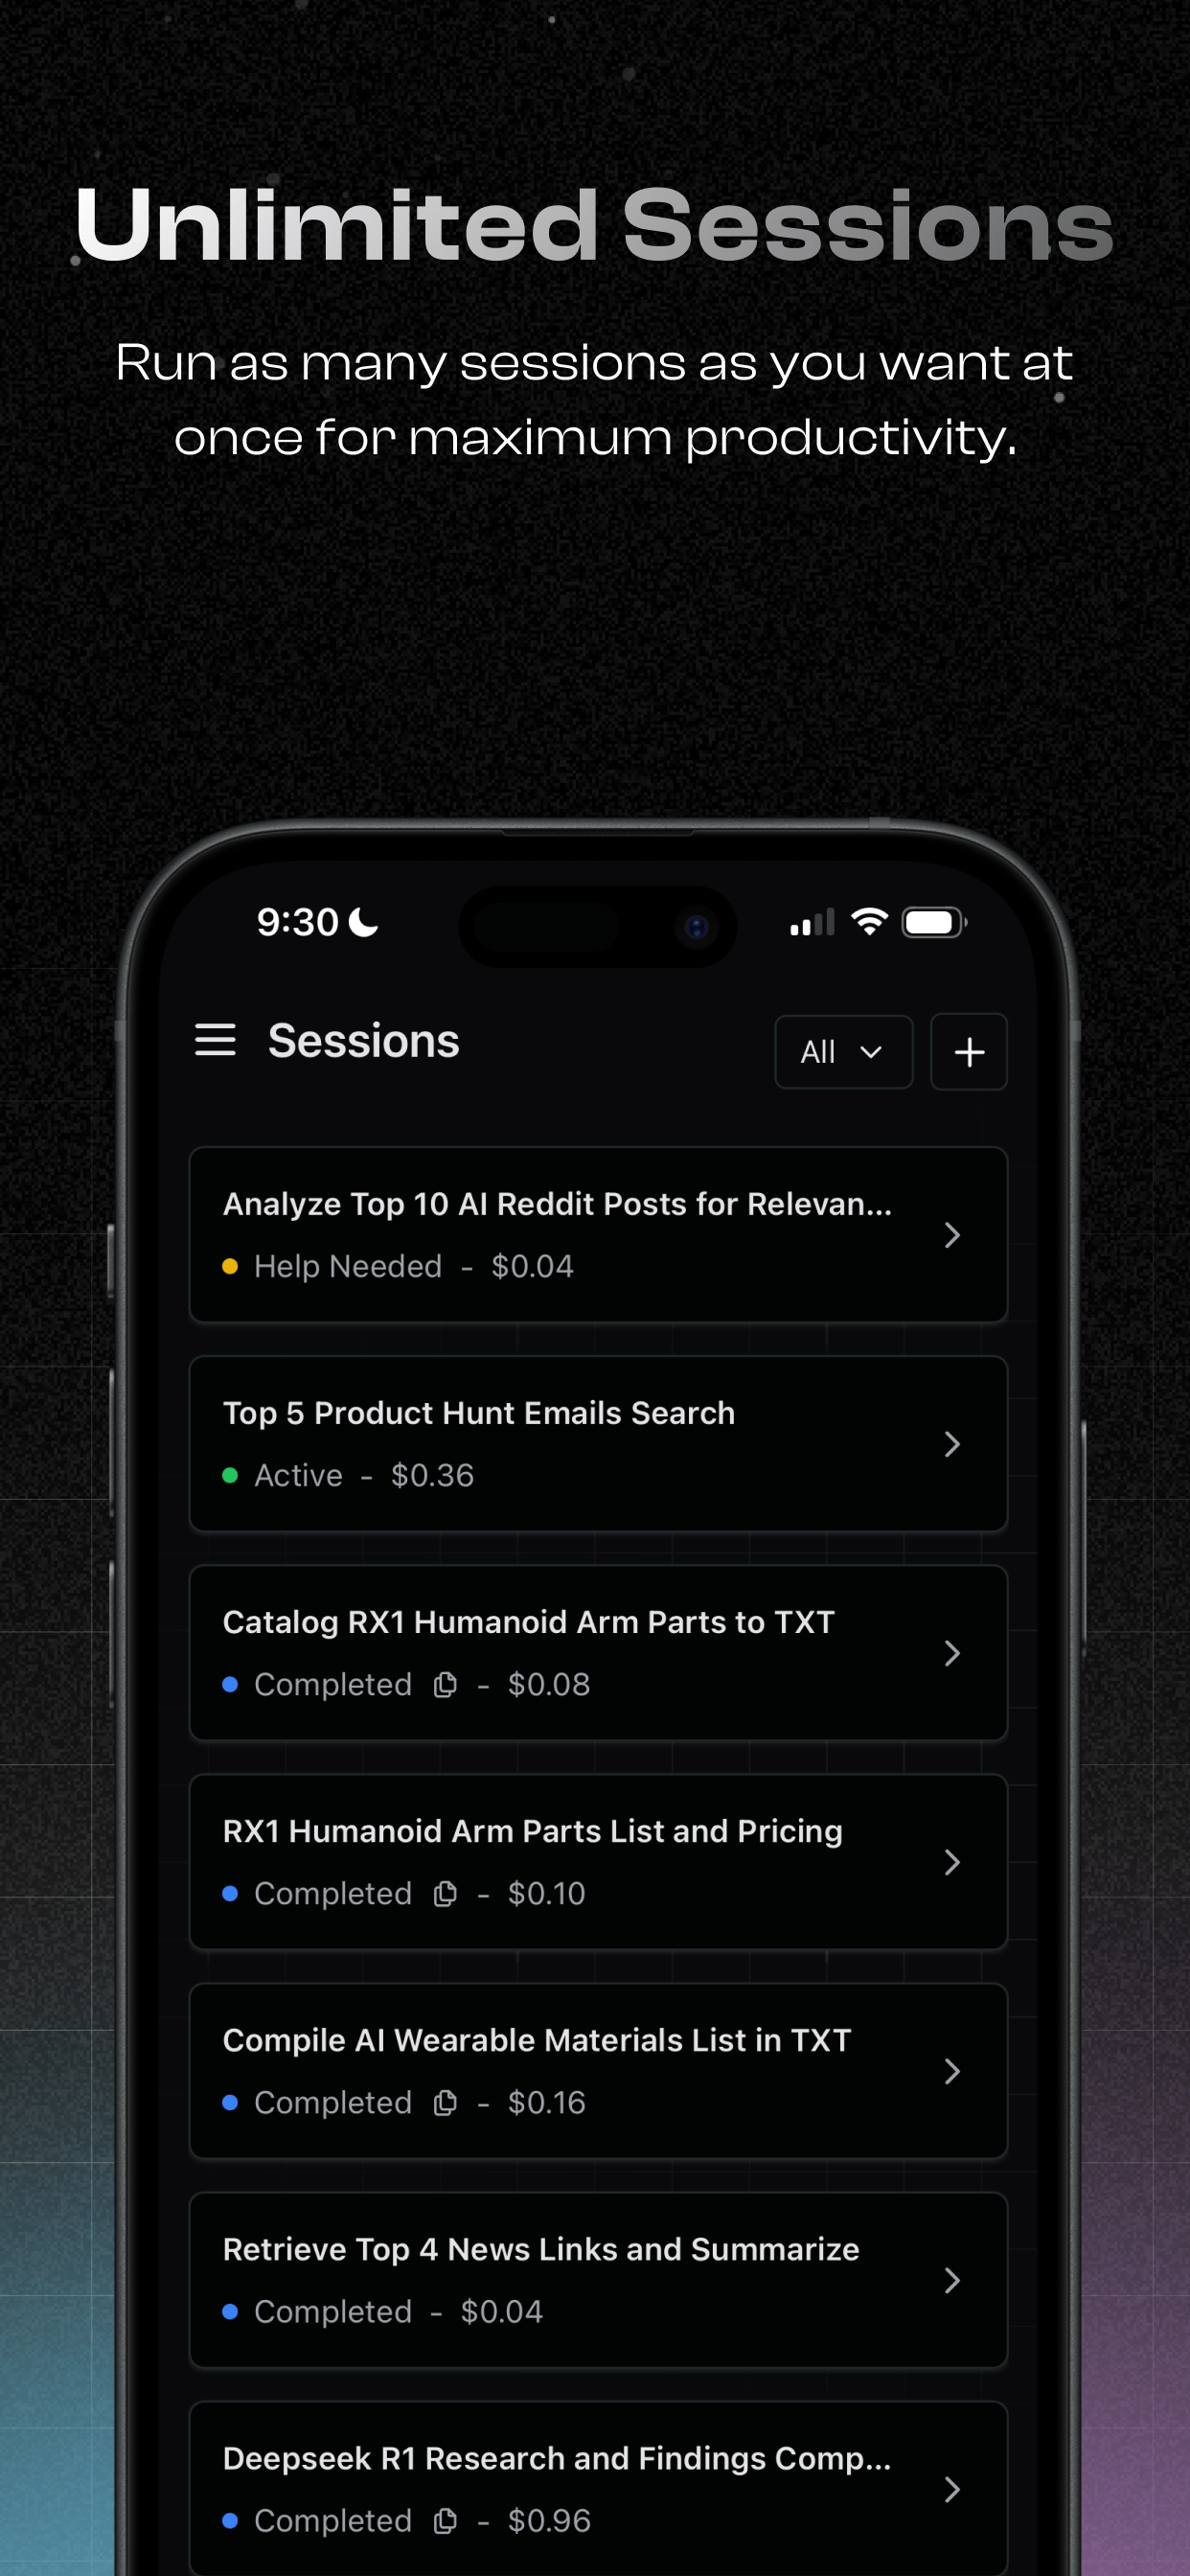 Unlimited Sessions
Run as many sessions as you want at
once for maximum productivity.
9:30
Sessions
All
Analyze Top 10 AI Reddit Posts for Relevan...
Help Needed - $0.04
Top 5 Product Hunt Emails Search
Active - $0.36
Catalog RX1 Humanoid Arm Parts to TXT
Completed - $0.08
RX1 Humanoid Arm Parts List and Pricing
Completed - $0.10
Compile AI Wearable Materials List in TXT
Completed - $0.16
Retrieve Top 4 News Links and Summarize
Completed - $0.04
Deepseek R1 Research and Findings Comp...
Completed - $0.96